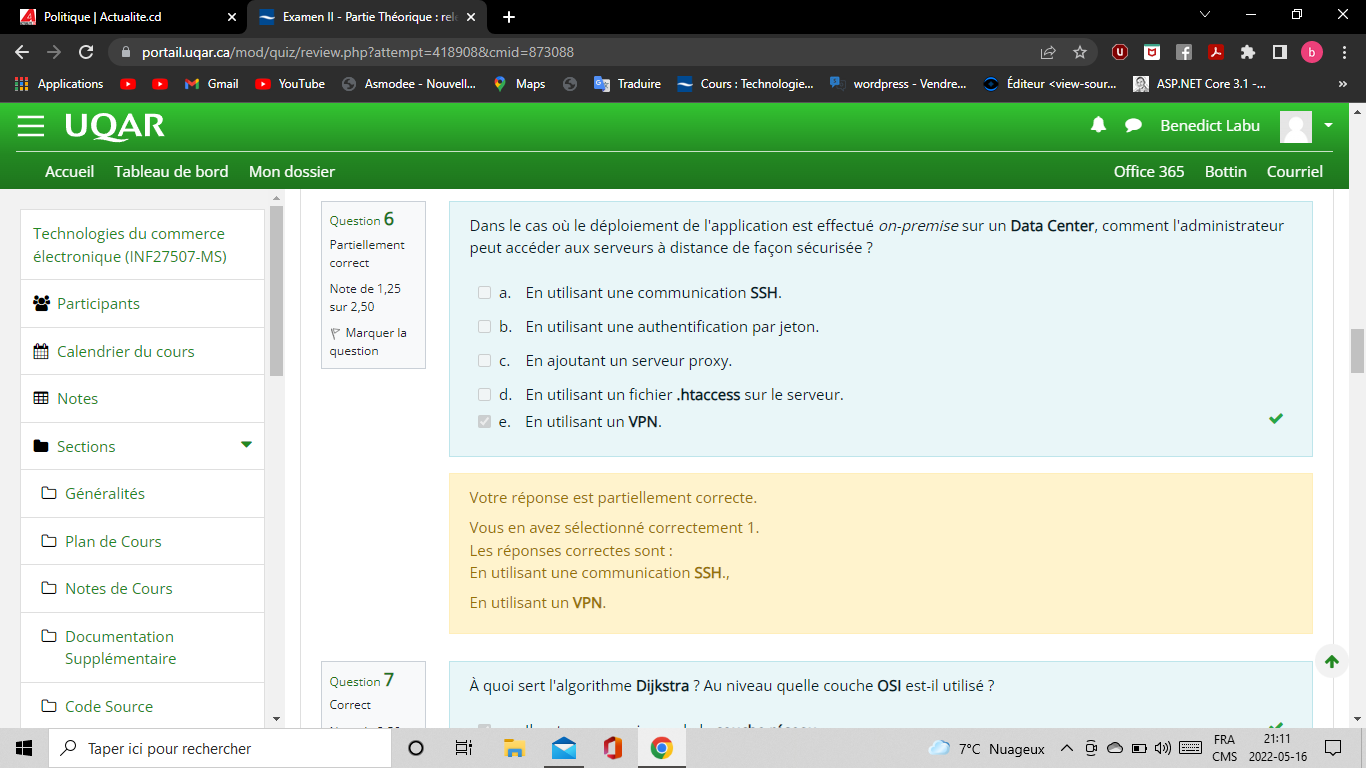 Politique | Actualite.cd
Examen II - Partie Théorique : rele
portail.uqar.ca/mod/quiz/review.php?attempt=418908&cmid=873088
Applications
Gmail
YouTube
Asmodee - Nouvell...
Maps
Traduire
Cours : Technologie...
wordpress - Vendre...
Éditeur <view-sour...
ASP.NET Core 3.1 -...
»
UQAR
Benedict Labu
Accueil
Tableau de bord
Mon dossier
Office 365
Bottin
Courriel
Technologies du commerce
électronique (INF27507-MS)
Participants
Calendrier du cours
Notes
Sections
Généralités
Plan de Cours
Notes de Cours
Documentation
Supplémentaire
Code Source
Question 6
Partiellement
correct
Note de 1,25
sur 2,50
Marquer la
question
Dans le cas où le déploiement de l'application est effectué on-premise sur un Data Center, comment l'administrateur
peut accéder aux serveurs à distance de façon sécurisée ?
a. En utilisant une communication SSH.
b. En utilisant une authentification par jeton.
c. En ajoutant un serveur proxy.
d. En utilisant un fichier .htaccess sur le serveur.
e. En utilisant un VPN.
Votre réponse est partiellement correcte.
Vous en avez sélectionné correctement 1.
Les réponses correctes sont :
En utilisant une communication SSH.,
En utilisant un VPN.
Question 7
Correct
À quoi sert l'algorithme Dijkstra ? Au niveau quelle couche OSI est-il utilisé ?
Taper ici pour rechercher
7°C Nuageux
FRA
CMS
21:11
2022-05-16